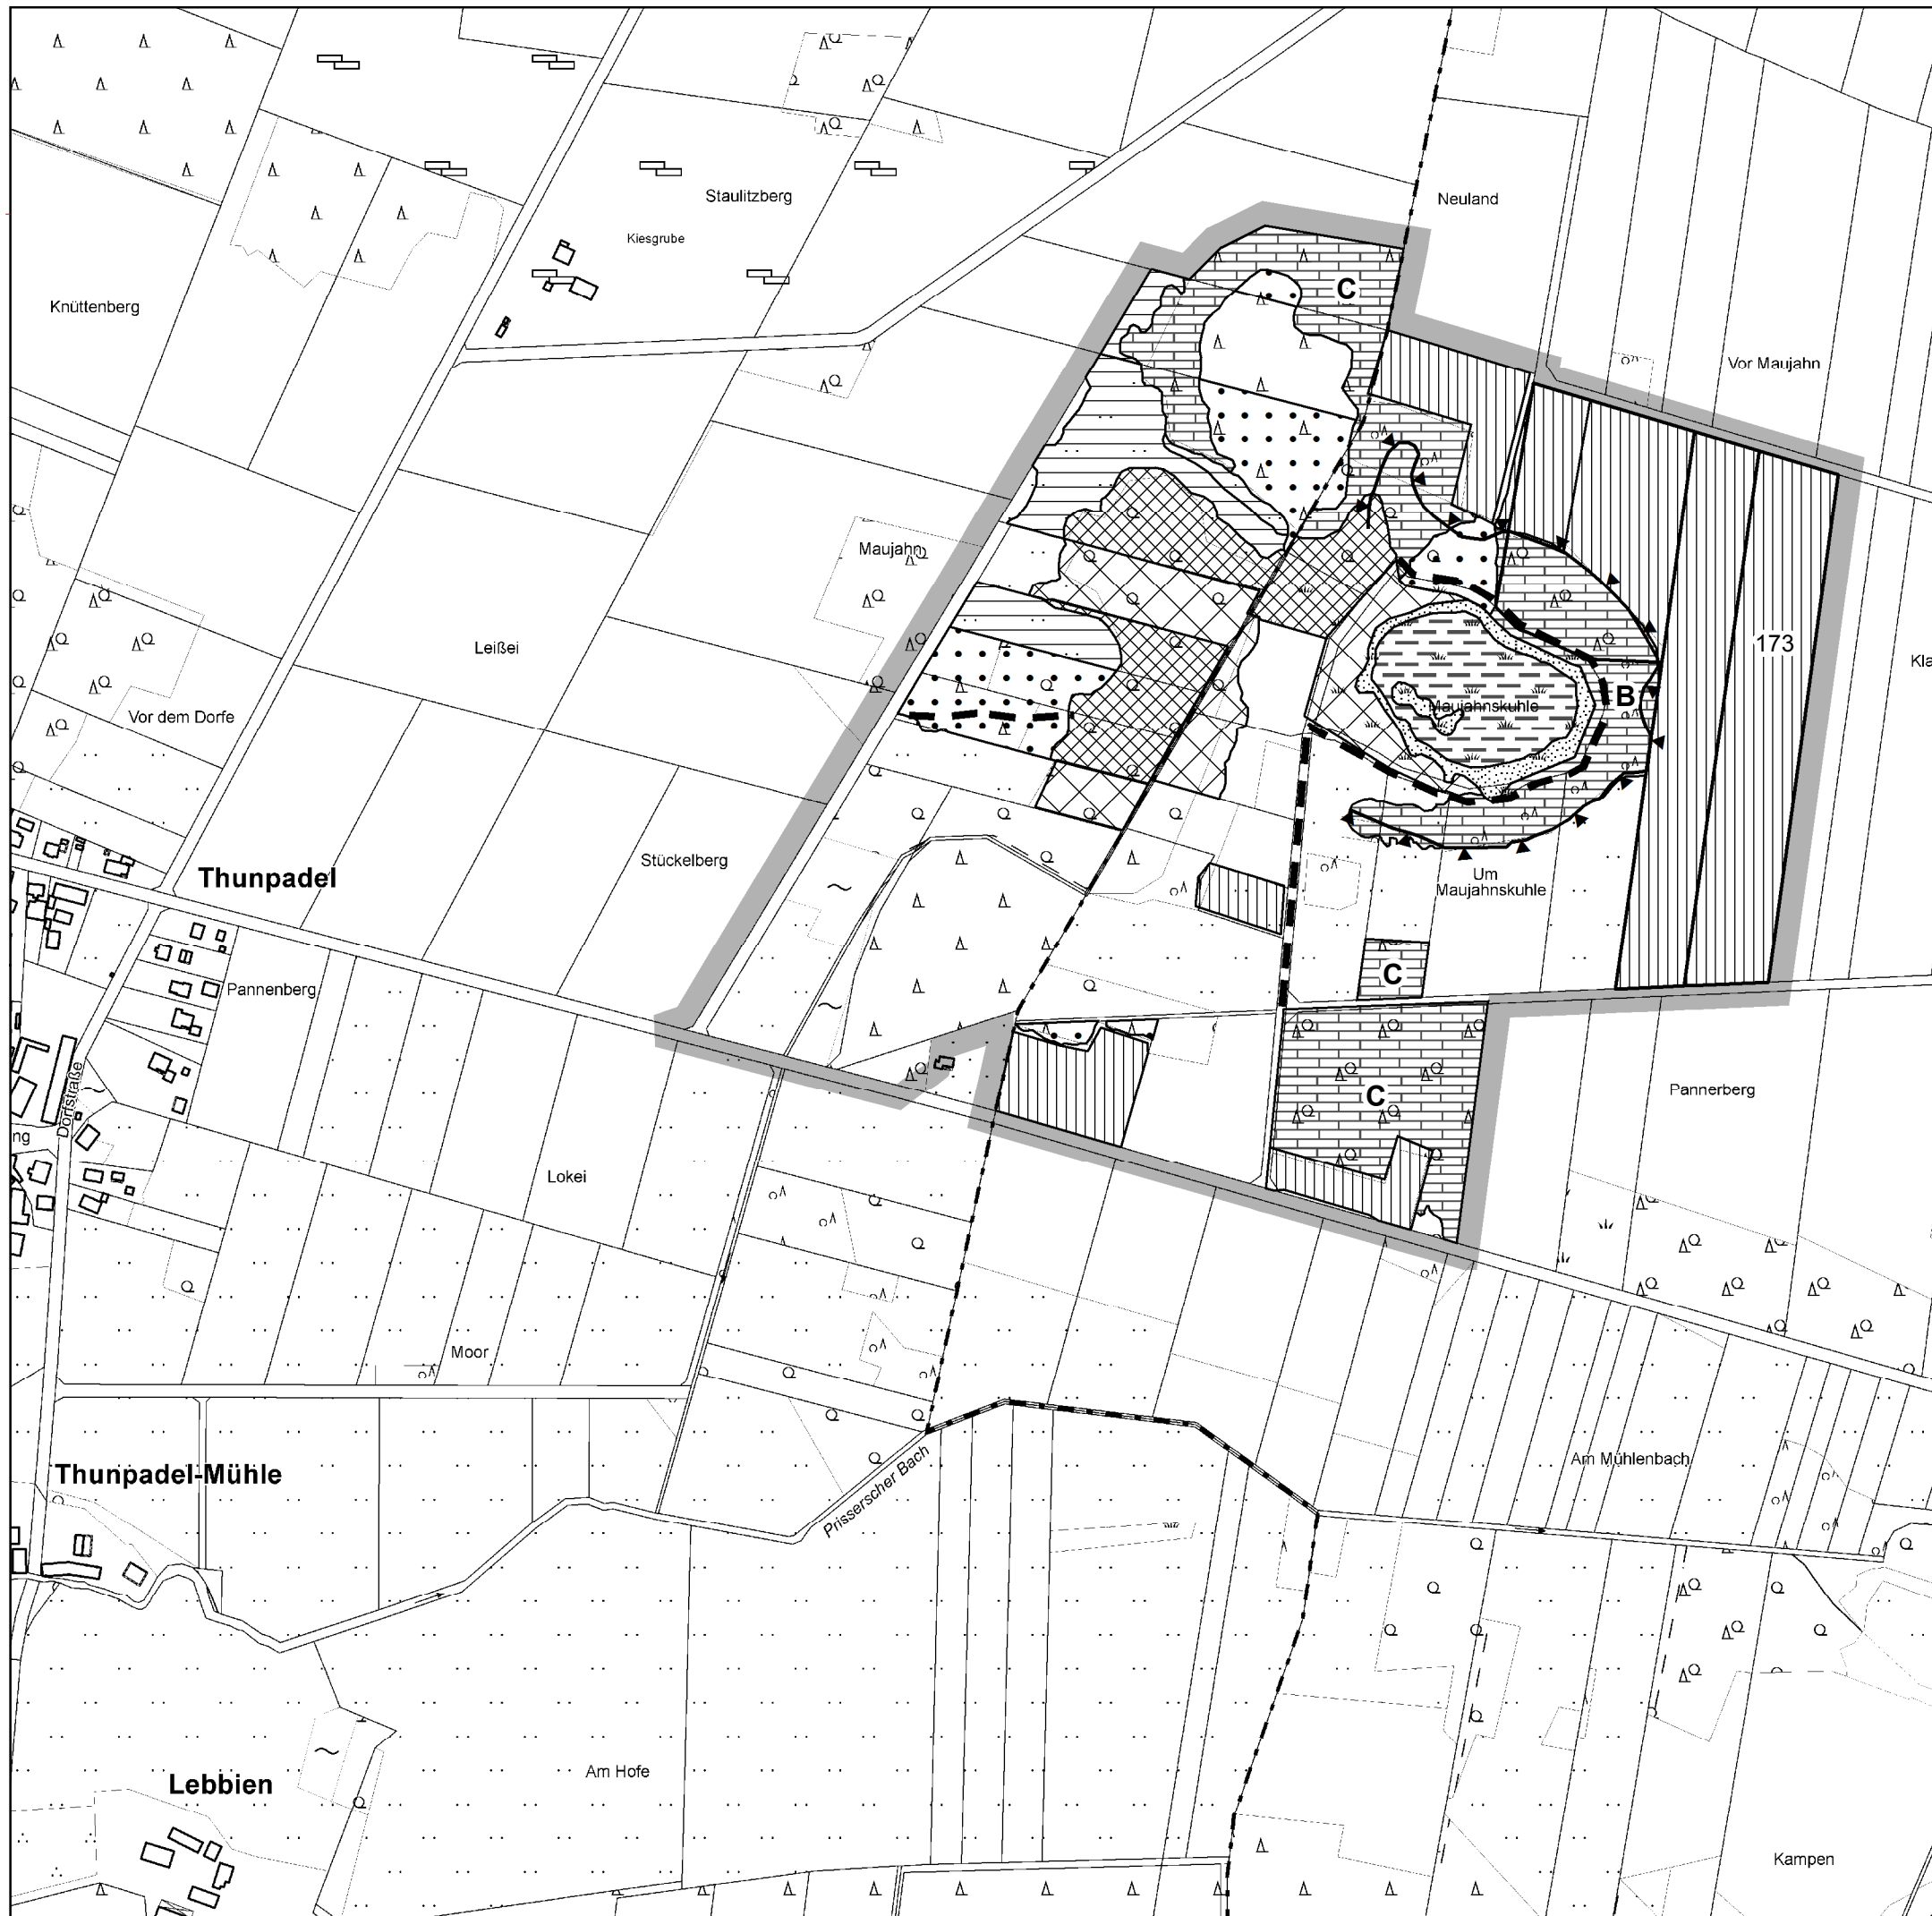 Staulitzberg
Neuland
Kiesgrube
C
Knüttenberg
Vor Maujahn
Maujahn
173
Leißei
Kla
B
Maujahnskuhle
Vor dem Dorfe
Stückelberg
Thunpadel
Um
Maujahnskuhle
C
Pannenberg
C
Pannerberg
Dorfstraße
ng
Lokei
Moor
Prisserscher Bach
Am Mühlenbach
Thunpadel-Mühle
Am Hofe
Lebbien
Kampen